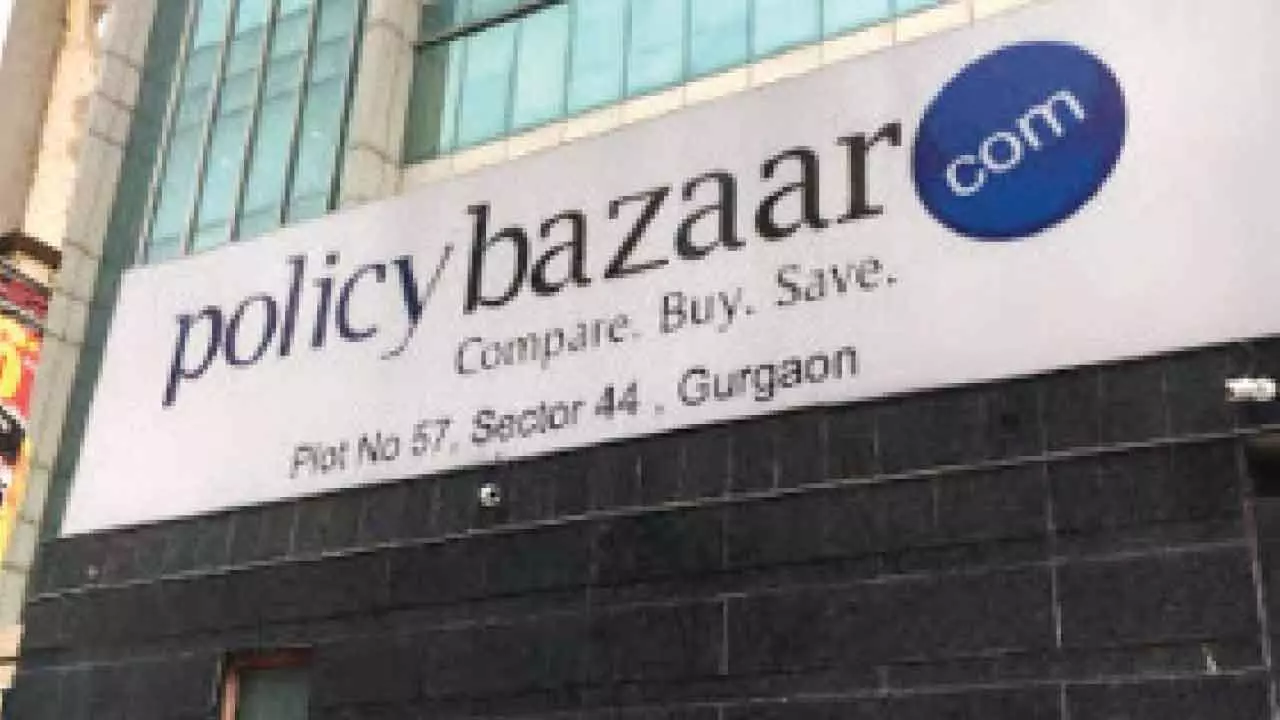 policybazaar com
Compare. Buy. Save.
Plot No 57, Sector 44 , Gurgaon